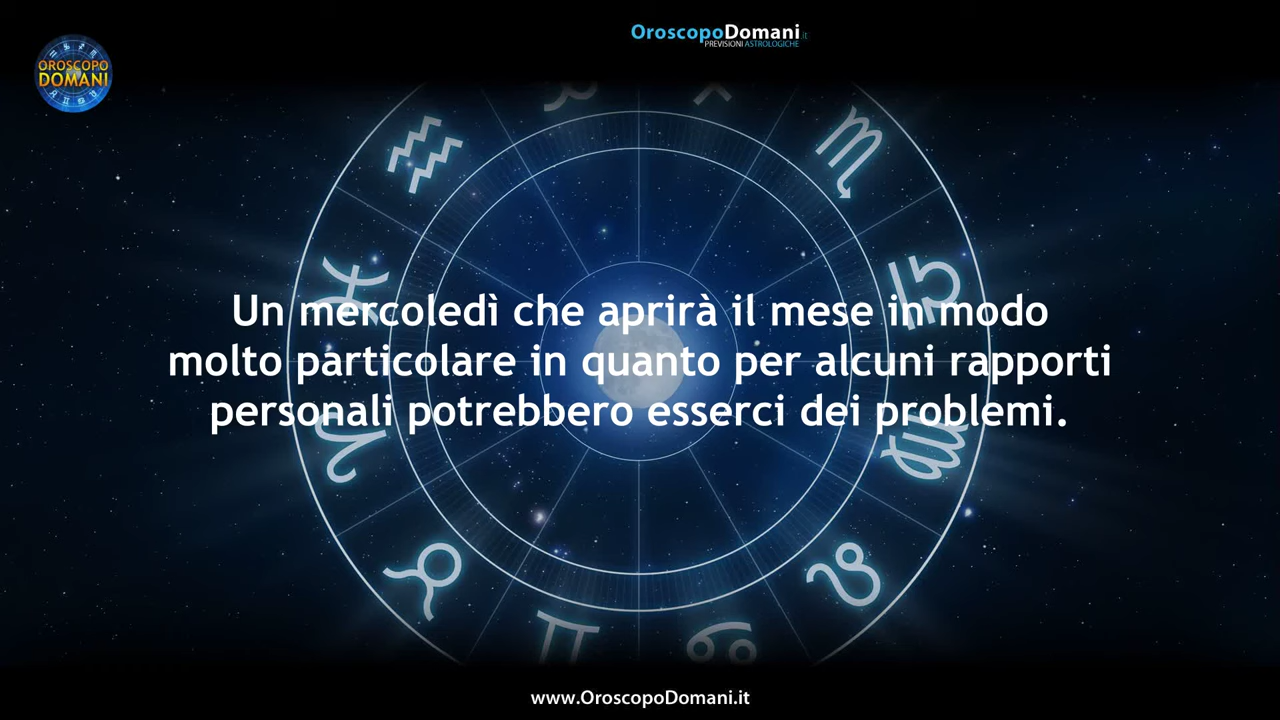 OroscopoDomani.it
PREVISIONI ASTROLOGICHE
OROSCOPO
DOMANI
Un mercoledì che aprirà il mese in modo
molto particolare in quanto per alcuni rapporti
personali potrebbero esserci dei problemi.
www.OroscopoDomani.it